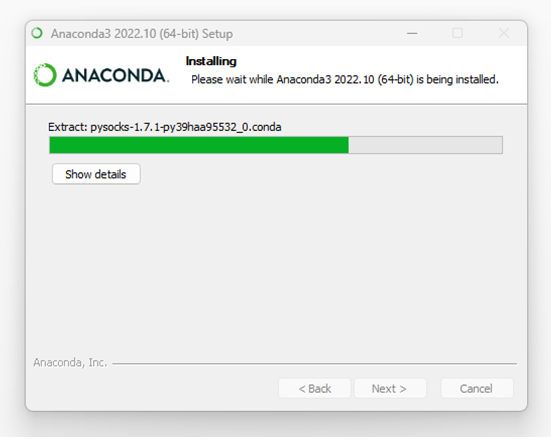 Anaconda3 2022.10 (64-bit) Setup
ANACONDA.
Installing
Please wait while Anaconda3 2022.10 (64-bit) is being installed.
Extract: pysocks-1.7.1-py39haa95532_0.conda
Show details
Anaconda, Inc.
< Back
Next >
Cancel